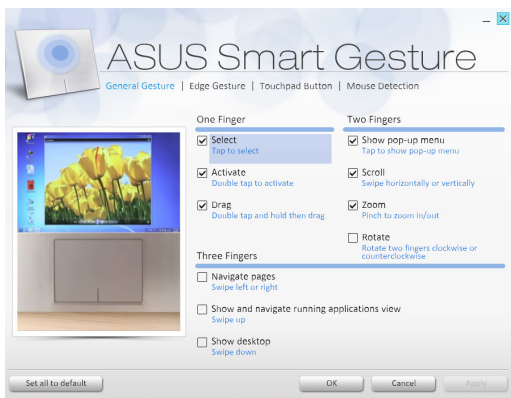 ASUS Smart Gesture
General Gesture | Edge Gesture | Touchpad Button | Mouse Detection
One Finger
Select
Tap to select
Activate
Double tap to activate
Drag
Double tap and hold then drag
Two Fingers
Show pop-up menu
Tap to show pop-up menu
Scroll
Swipe horizontally or vertically
Zoom
Pinch to zoom in/out
Rotate
Rotate two fingers clockwise or
counterclockwise
Three Fingers
Navigate pages
Swipe left or right
Show and navigate running applications view
Swipe up
Show desktop
Swipe down
Set all to default
OK
Cancel
Apply